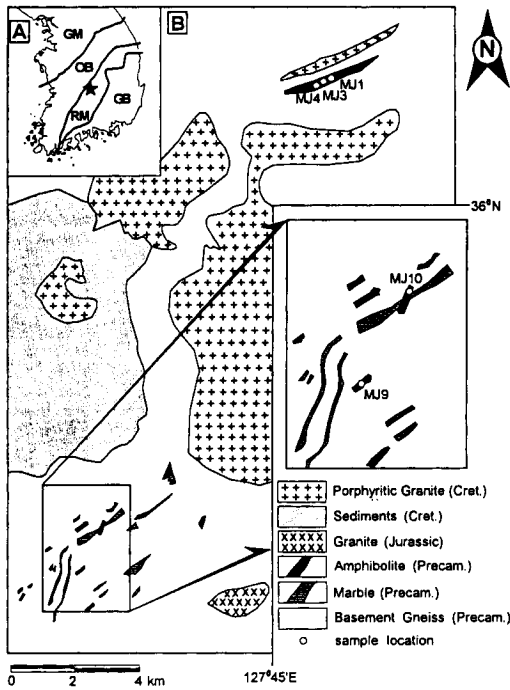 A
B
GM
OB
RM
GB
N
MJ1
MJ3
MJ4
36°N
MJ10
MJ9
Porphyritic Granite (Cret.)
Sediments (Cret.)
Granite (Jurassic)
Amphibolite (Precam.)
Marble (Precam.)
Basement Gneiss (Precam.)
sample location
0 2 4 km
127°45'E